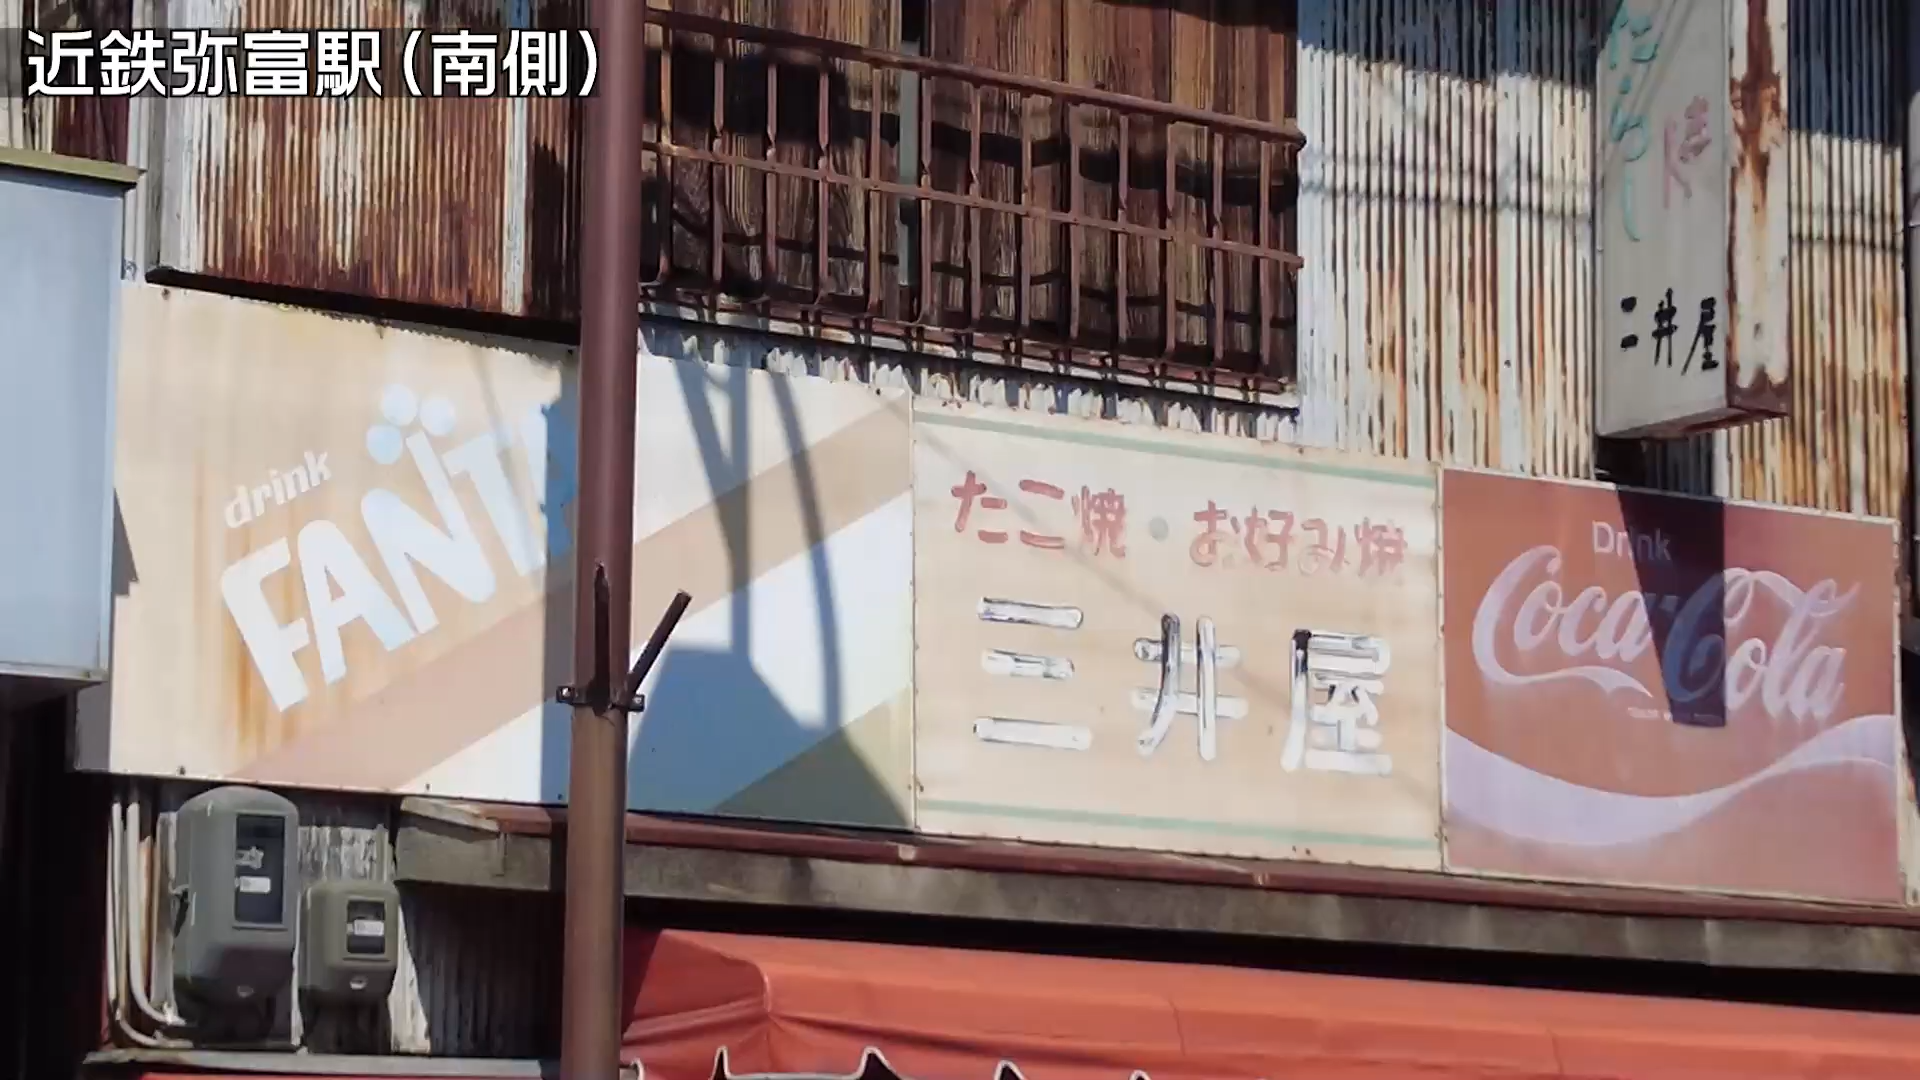 近鉄弥富駅(南側)
drink
FANTA
たこ焼・お好み焼
三井屋
Drink
Coca-Cola
三井屋